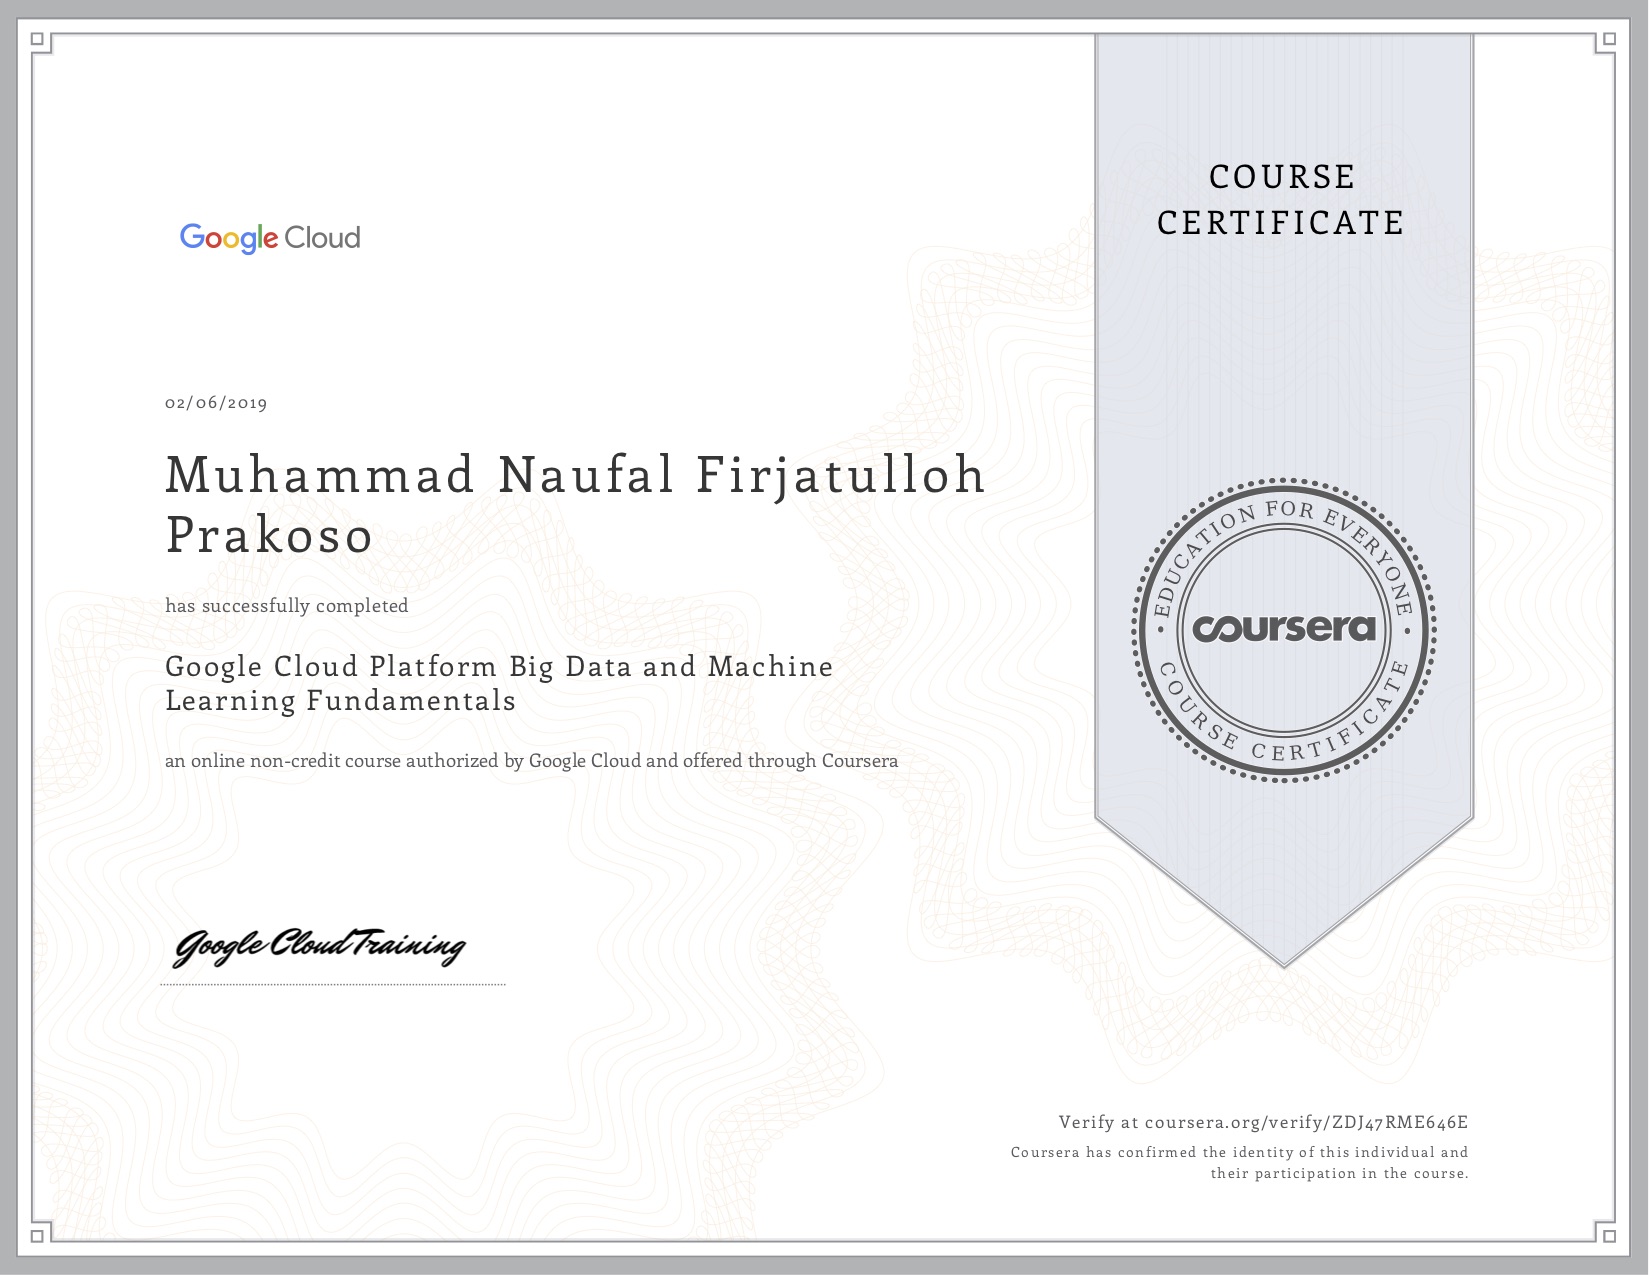 COURSE
CERTIFICATE
Google Cloud
02/06/2019
Muhammad Naufal Firjatulloh
Prakoso
has successfully completed
Google Cloud Platform Big Data and Machine
Learning Fundamentals
an online non-credit course authorized by Google Cloud and offered through Coursera
EDUCATION FOR EVERYONE
coursera
COURSE CERTIFICATE
Google Cloud Training
Verify at coursera.org/verify/ZDJ47RME646E
Coursera has confirmed the identity of this individual and
their participation in the course.